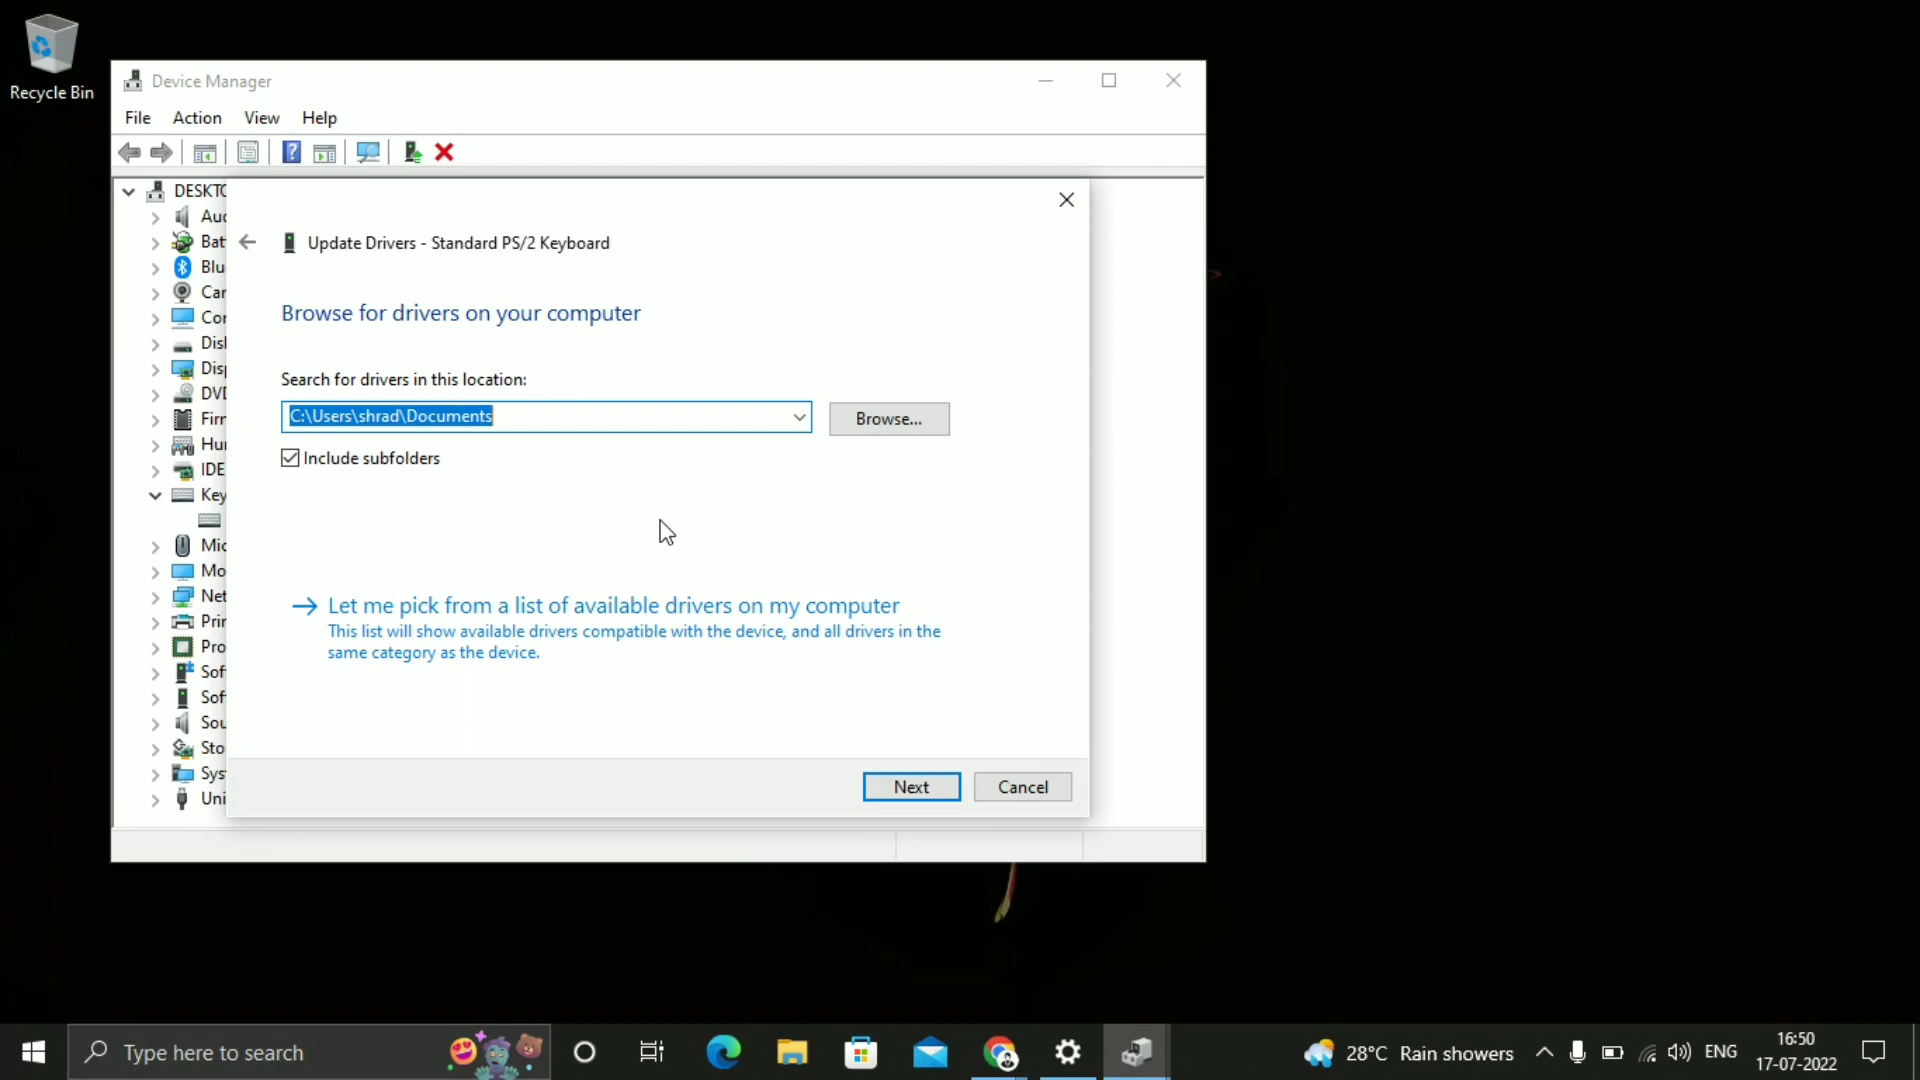 Recycle Bin
Device Manager
File Action View Help
DESKTO
Aud
Bat
Blu
Car
Cor
Disl
Disp
DVD
Firr
Hur
IDE
Key
Mic
Mo
Net
Prir
Pro
Sof
Sof
Sou
Sto
Sys
Uni
Update Drivers - Standard PS/2 Keyboard
Browse for drivers on your computer
Search for drivers in this location:
C:\Users\shrad\Documents
Browse...
Include subfolders
Let me pick from a list of available drivers on my computer
This list will show available drivers compatible with the device, and all drivers in the
same category as the device.
Next Cancel
Type here to search
28°C Rain showers
ENG
16:50
17-07-2022